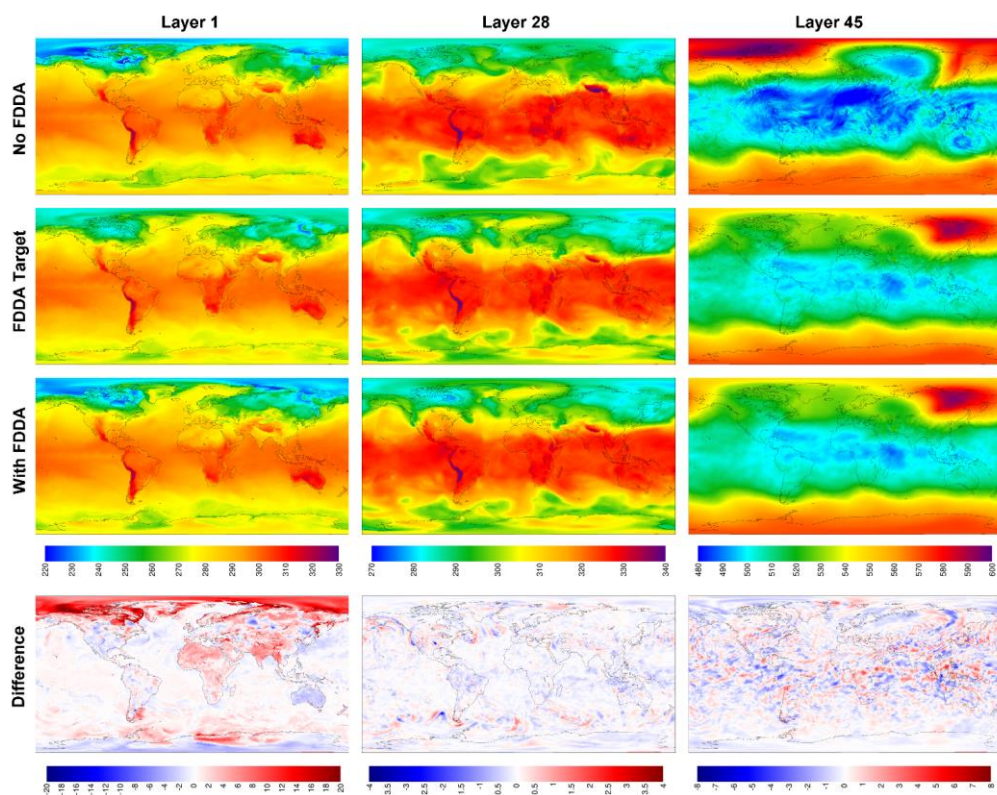 Layer 1 Layer 28 Layer 45
No FDDA
FDDA Target
With FDDA
220 230 240 250 260 270 280 290 300 310 320 330
270 280 290 300 310 320 330 340
480 490 500 510 520 530 540 550 560 570 580 590 600
Difference
-20 -18 -16 -14 -12 -10 -8 -6 -4 -2 0 2 4 6 8 10 12 14 16 18 20
-4 -3.5 -3 -2.5 -2 -1.5 -1 -0.5 0 0.5 1 1.5 2 2.5 3 3.5 4
-8 -7 -6 -5 -4 -3 -2 -1 0 1 2 3 4 5 6 7 8